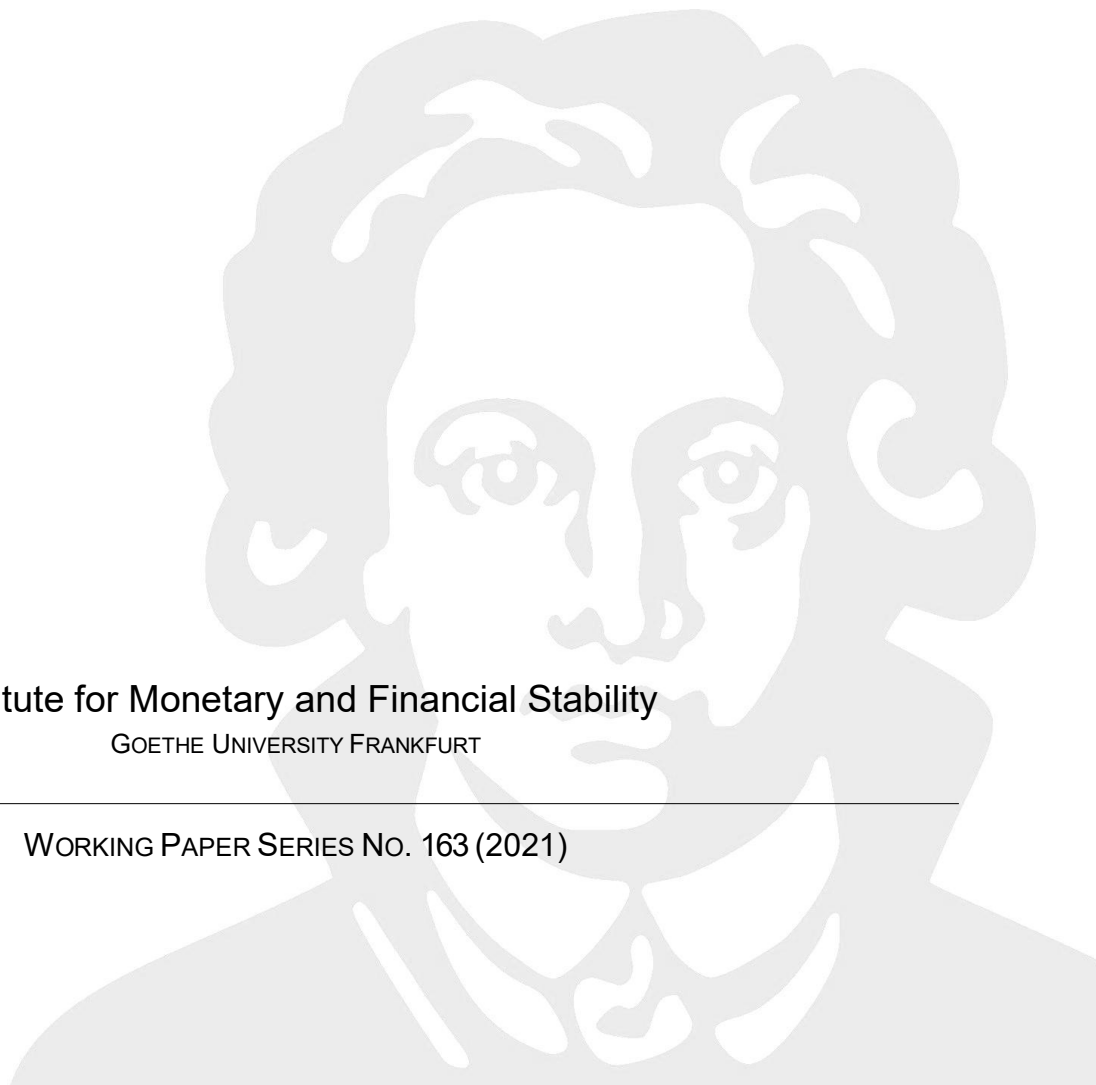 tute for Monetary and Financial Stability
GOETHE UNIVERSITY FRANKFURT
WORKING PAPER SERIES NO. 163 (2021)